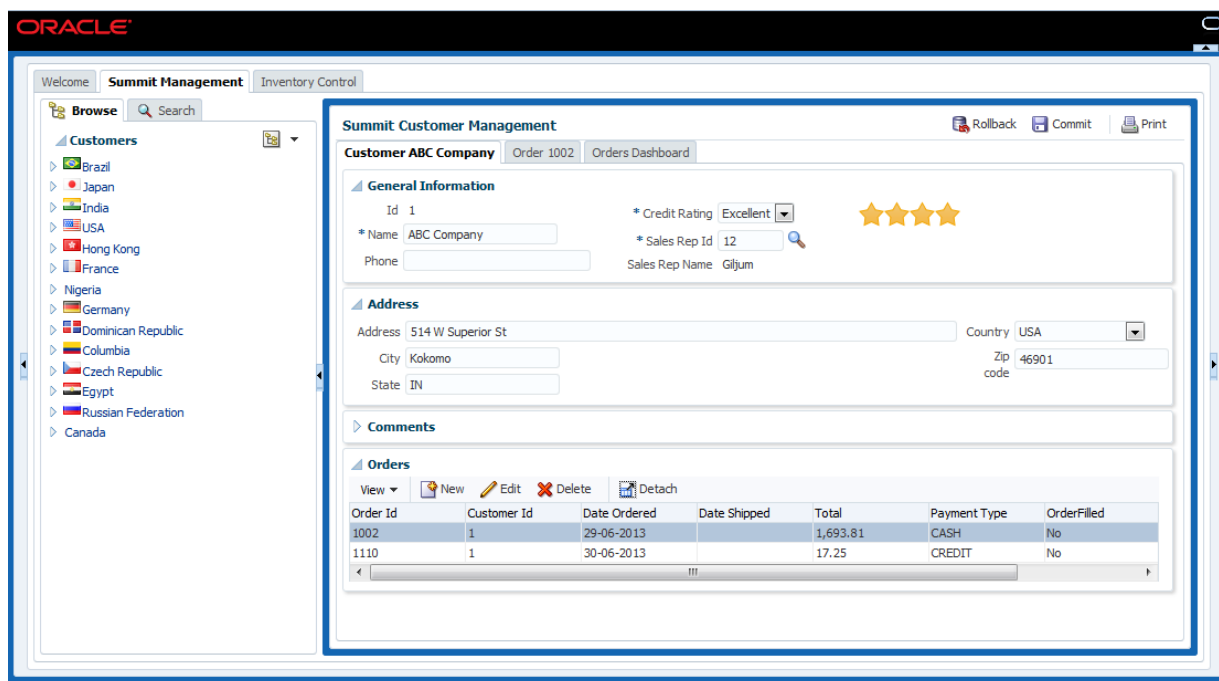 ORACLE
Welcome Summit Management Inventory Control
Browse Search
Customers
Brazil
Japan
India
USA
Hong Kong
France
Nigeria
Germany
Dominican Republic
Columbia
Czech Republic
Egypt
Russian Federation
Canada
Summit Customer Management Rollback Commit Print
Customer ABC Company Order 1002 Orders Dashboard
General Information
Id 1 * Credit Rating Excellent
* Name ABC Company * Sales Rep Id 12
Phone Sales Rep Name Giljum
Address
Address 514 W Superior St Country USA
City Kokomo Zip code 46901
State IN
Comments
Orders
View New Edit Delete Detach
Order Id Customer Id Date Ordered Date Shipped Total Payment Type OrderFilled
1002 1 29-06-2013 1,693.81 CASH No
1110 1 30-06-2013 17.25 CREDIT No